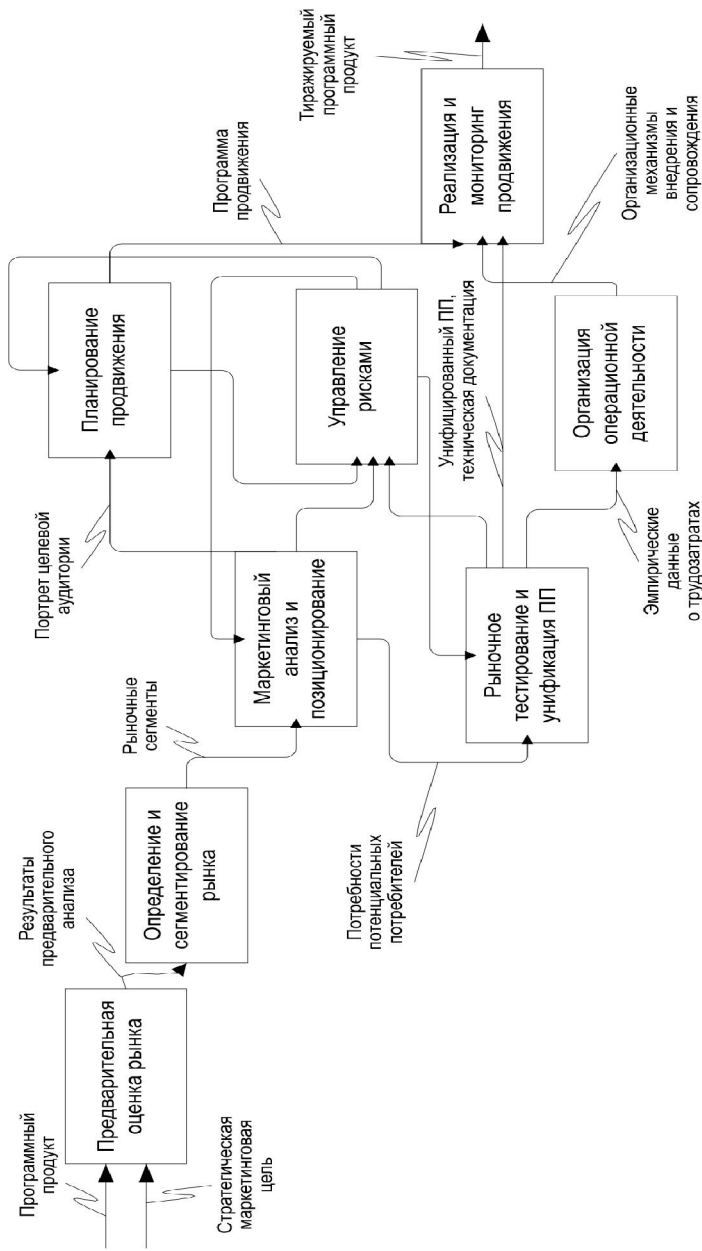 Программный
продукт
Стратегическая
маркетинговая
цель
Предварительная
оценка рынка
Результаты
предварительного
анализа
Определение и
сегментирование
рынка
Рыночные
сегменты
Портрет целевой
аудитории
Маркетинговый
анализ и
позиционирование
Потребности
потенциальных
потребителей
Планирование
продвижения
Управление
рисками
Рыночное
тестирование и
унификация ПП
Программа
продвижения
Унифицированный ПП,
техническая документация
Эмпирические
данные
о трудозатратах
Организация
операционной
деятельности
Тиражируемый
программный
продукт
Реализация и
мониторинг
продвижения
Организационные
механизмы
внедрения и
сопровождения